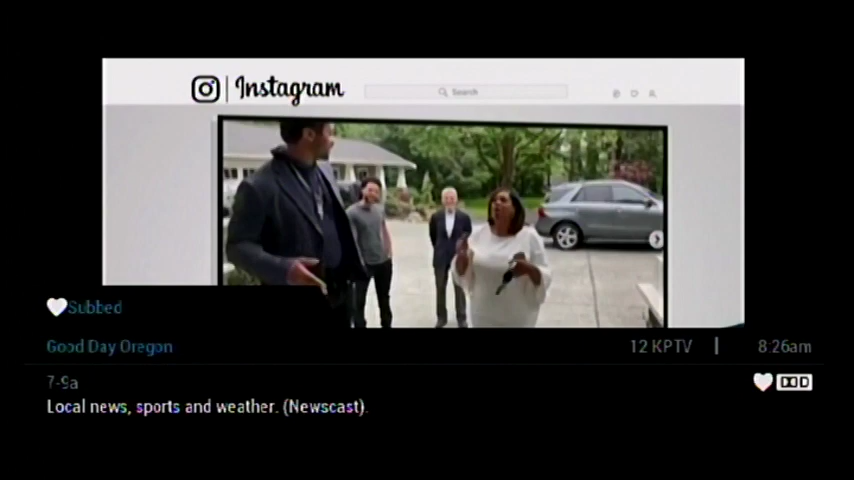 Instagram
Search
Subbed
Good Day Oregon
12 KPTV | 8:26am
7-9a
Local news, sports and weather. (Newscast).